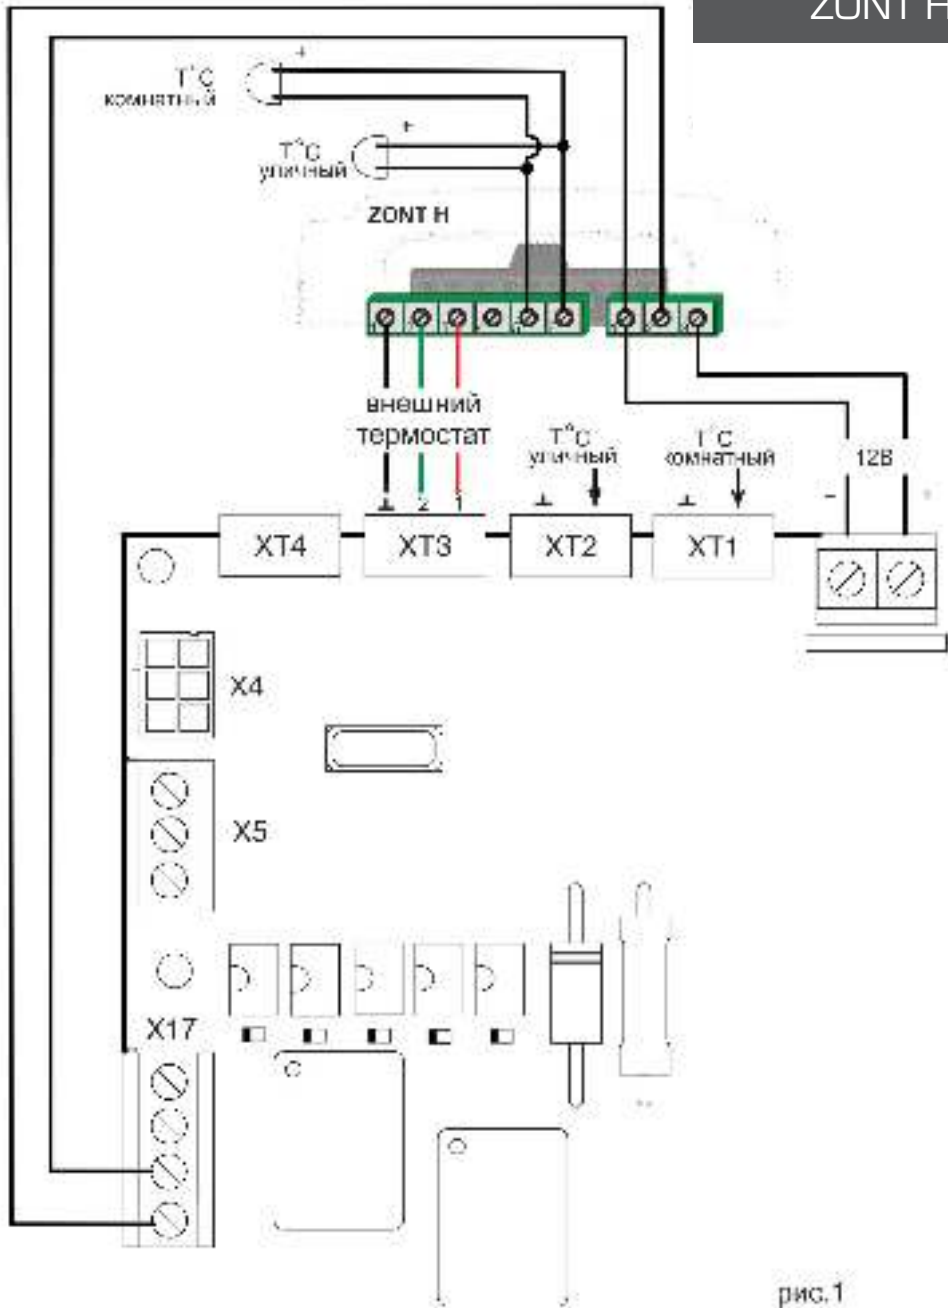 ZONT H
+
T°C
комнатный
+
T°C
уличный
ZONT H
внешний
термостат
T°C
уличный
T°C
комнатный
12В
–
+
⊥ 2 1
⊥
⊥
XT4
XT3
XT2
XT1
X4
X5
X17
рис.1